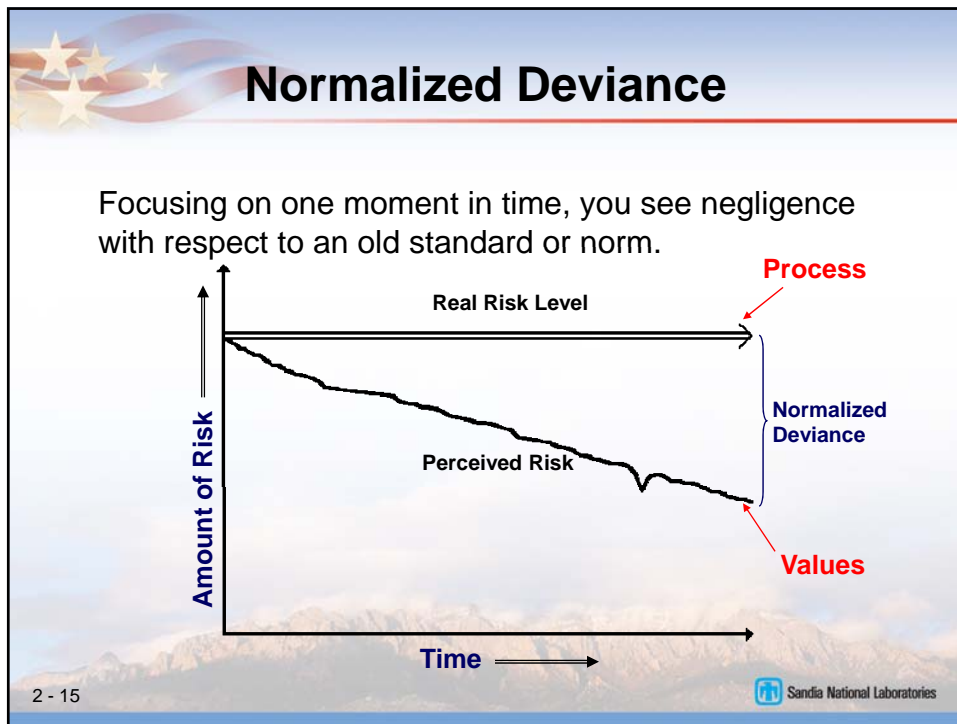 Normalized Deviance
Focusing on one moment in time, you see negligence
with respect to an old standard or norm.
Process
Real Risk Level
Amount of Risk
Normalized
Deviance
Perceived Risk
Values
Time
2 - 15
Sandia National Laboratories